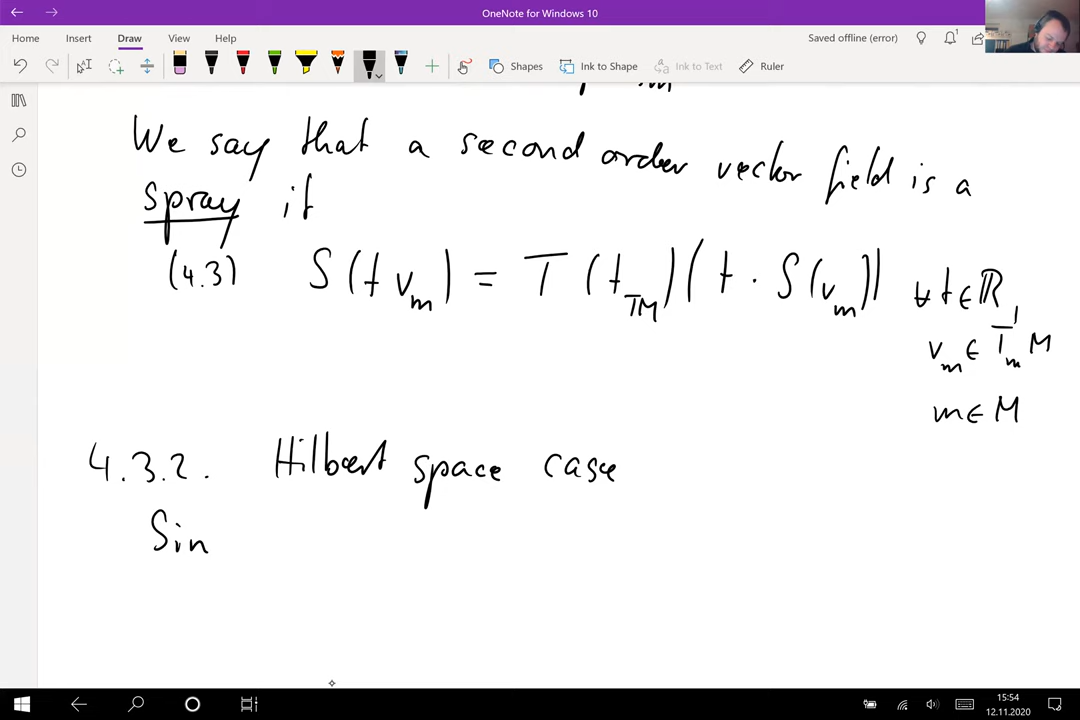 OneNote for Windows 10
Home Insert Draw View Help Saved offline (error)
Shapes Ink to Shape Ink to Text Ruler
We say that a second order vector field is a
spray if
(4.3) S(t v_m) = T(t_{TM})(t · S(v_m)) ∀ t ∈ ℝ,
v_m ∈ T_m M
m ∈ M
4.3.2. Hilbert space case
Sin
15:54
12.11.2020